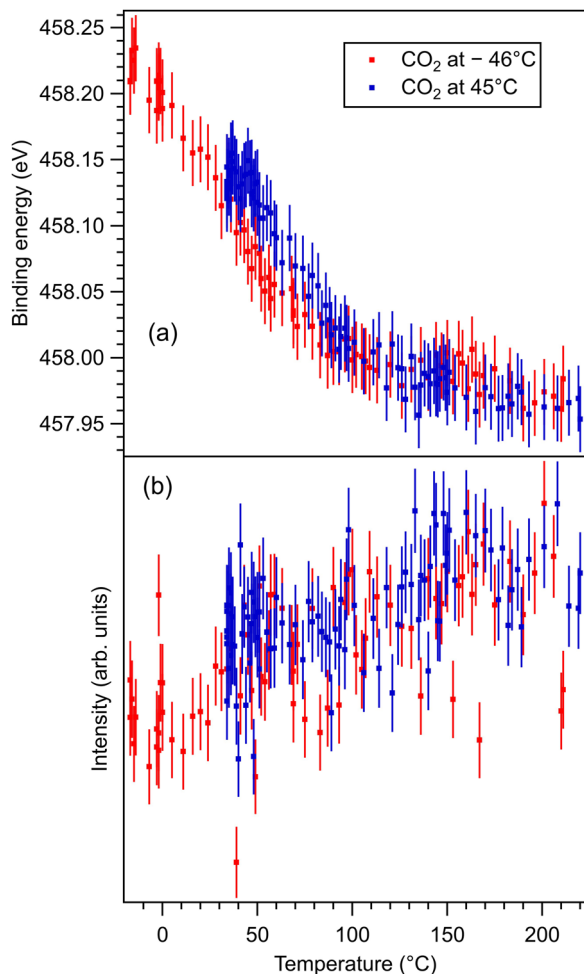 458.25
458.20
458.15
458.10
458.05
458.00
457.95
Binding energy (eV)
CO₂ at − 46°C
CO₂ at 45°C
(a)
(b)
Intensity (arb. units)
0 50 100 150 200
Temperature (°C)